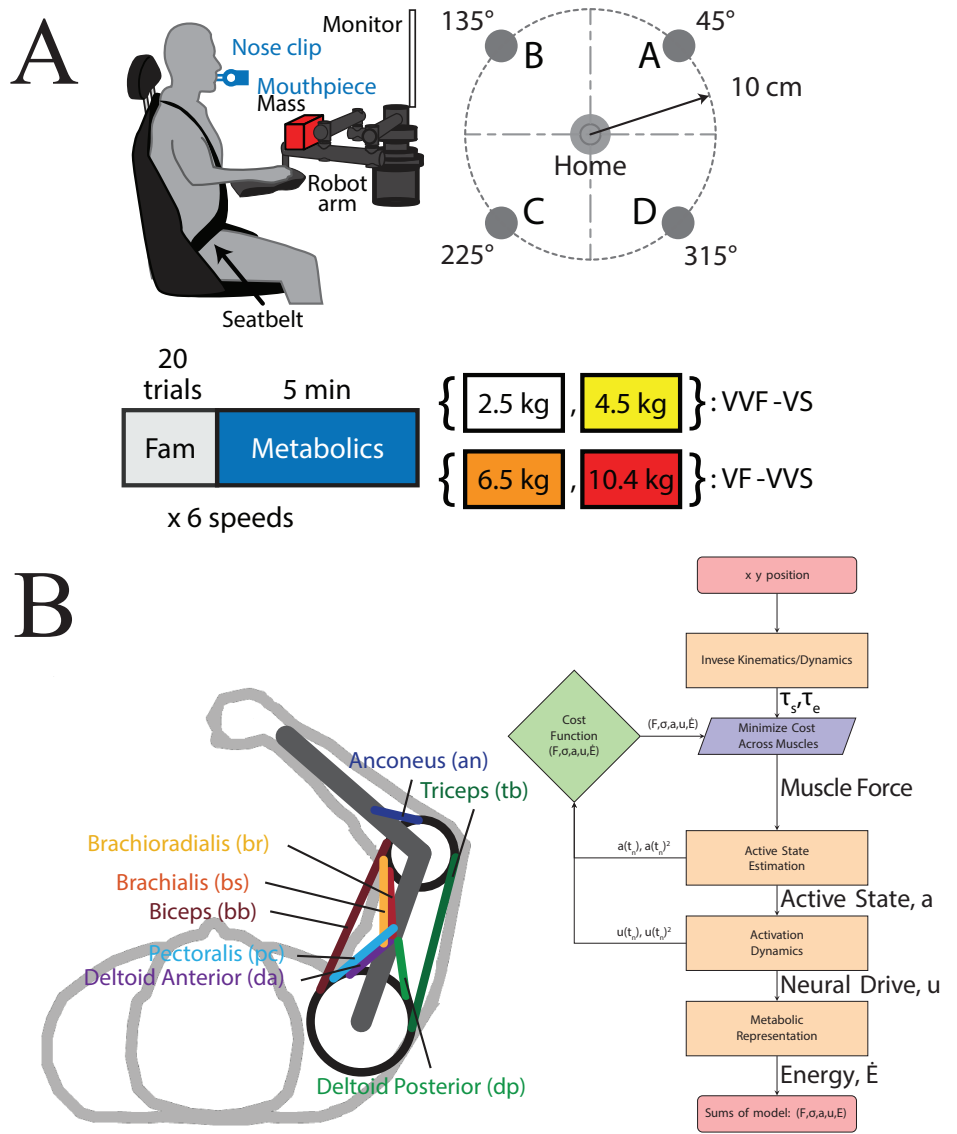 A
Monitor
Nose clip
Mouthpiece
Mass
Robot
arm
Seatbelt
135°
45°
B
A
10 cm
Home
C
D
225°
315°
20
trials
5 min
Fam
Metabolics
x 6 speeds
{ 2.5 kg , 4.5 kg } : VVF -VS
{ 6.5 kg , 10.4 kg } : VF -VVS
B
Anconeus (an)
Triceps (tb)
Brachioradialis (br)
Brachialis (bs)
Biceps (bb)
Pectoralis (pc)
Deltoid Anterior (da)
Deltoid Posterior (dp)
x y position
Invese Kinematics/Dynamics
τs,τe
Cost
Function
(F,σ,a,u,Ė)
(F,σ,a,u,Ė)
Minimize Cost
Across Muscles
Muscle Force
a(tn), a(tn)²
Active State
Estimation
Active State, a
u(tn), u(tn)²
Activation
Dynamics
Neural Drive, u
Metabolic
Representation
Energy, Ė
Sums of model: (F,σ,a,u,E)